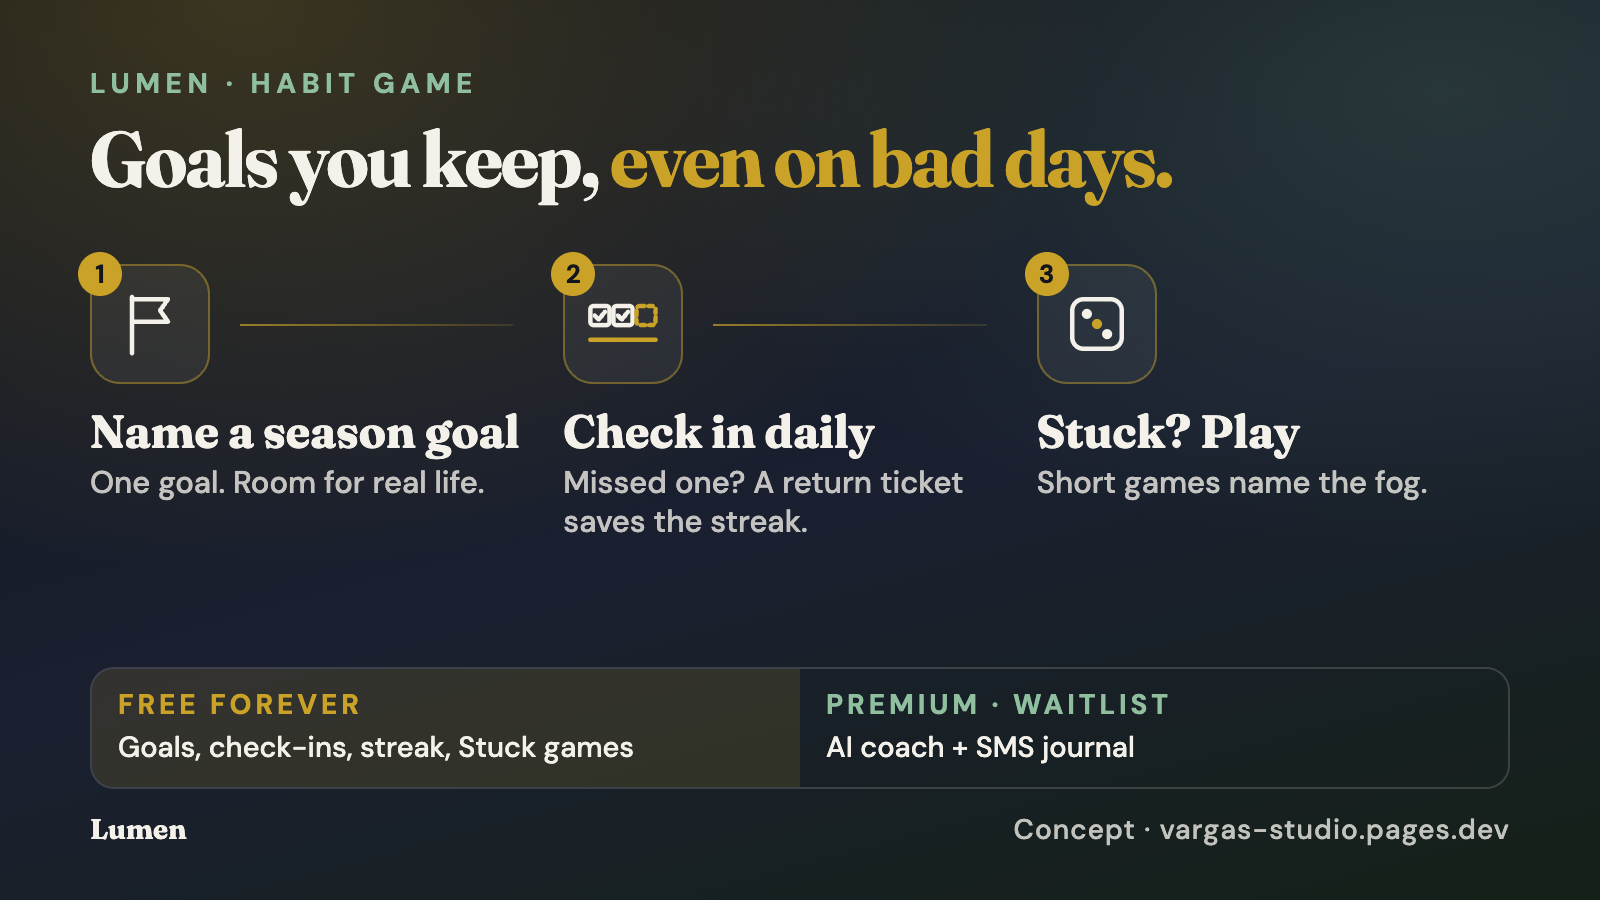 LUMEN · HABIT GAME
Goals you keep, even on bad days.
1
2
3
Name a season goal
One goal. Room for real life.
Check in daily
Missed one? A return ticket
saves the streak.
Stuck? Play
Short games name the fog.
FREE FOREVER
Goals, check-ins, streak, Stuck games
PREMIUM · WAITLIST
AI coach + SMS journal
Lumen
Concept · vargas-studio.pages.dev